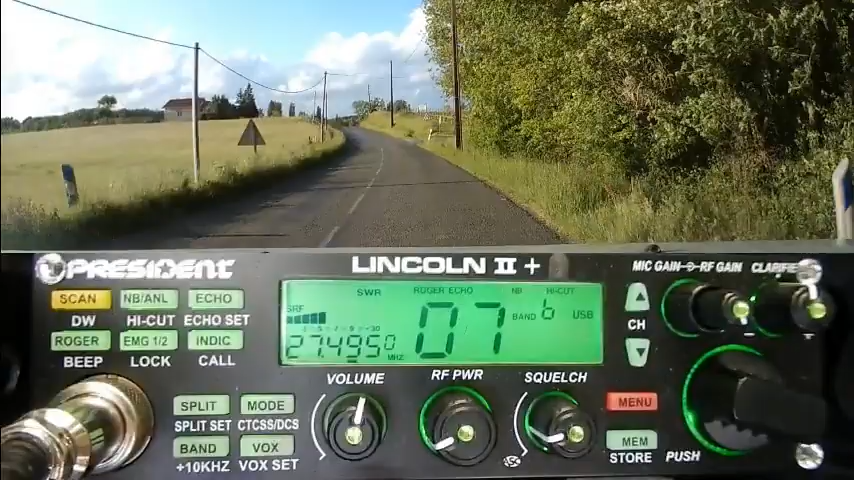 PRESIDENT LINCOLN II + MIC GAIN RF GAIN CLARIFIER
SCAN NB/ANL ECHO
DW HI-CUT ECHO SET
ROGER EMG 1/2 INDIC
BEEP LOCK CALL
SWR ROGER ECHO NB HI-CUT
SRF
07 BAND 6 USB
27.4950 MHZ
CH
VOLUME RF PWR SQUELCH
SPLIT MODE
SPLIT SET CTCSS/DCS
BAND VOX
+10KHZ VOX SET
MENU
MEM
STORE PUSH
ASC